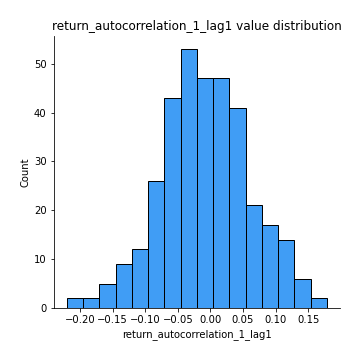 return_autocorrelation_1_lag1 value distribution
50
40
30
20
10
0
Count
−0.20 −0.15 −0.10 −0.05 0.00 0.05 0.10 0.15
return_autocorrelation_1_lag1